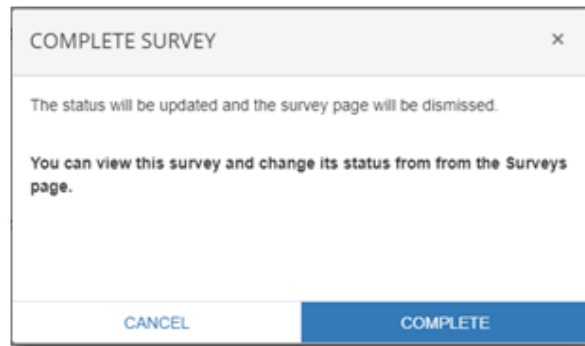 COMPLETE SURVEY ×
The status will be updated and the survey page will be dismissed.
You can view this survey and change its status from from the Surveys
page.
CANCEL COMPLETE